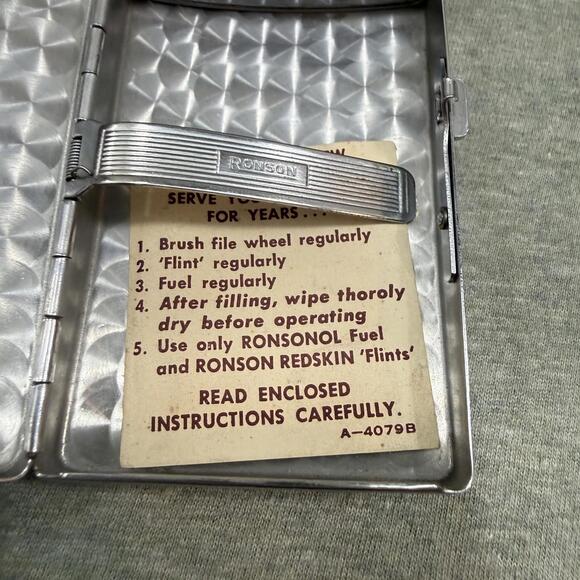 RONSON
SERVE YOU
FOR YEARS...
1. Brush file wheel regularly
2. 'Flint' regularly
3. Fuel regularly
4. After filling, wipe thoroly
dry before operating
5. Use only RONSONOL Fuel
and RONSON REDSKIN 'Flints'
READ ENCLOSED
INSTRUCTIONS CAREFULLY.
A—4079B